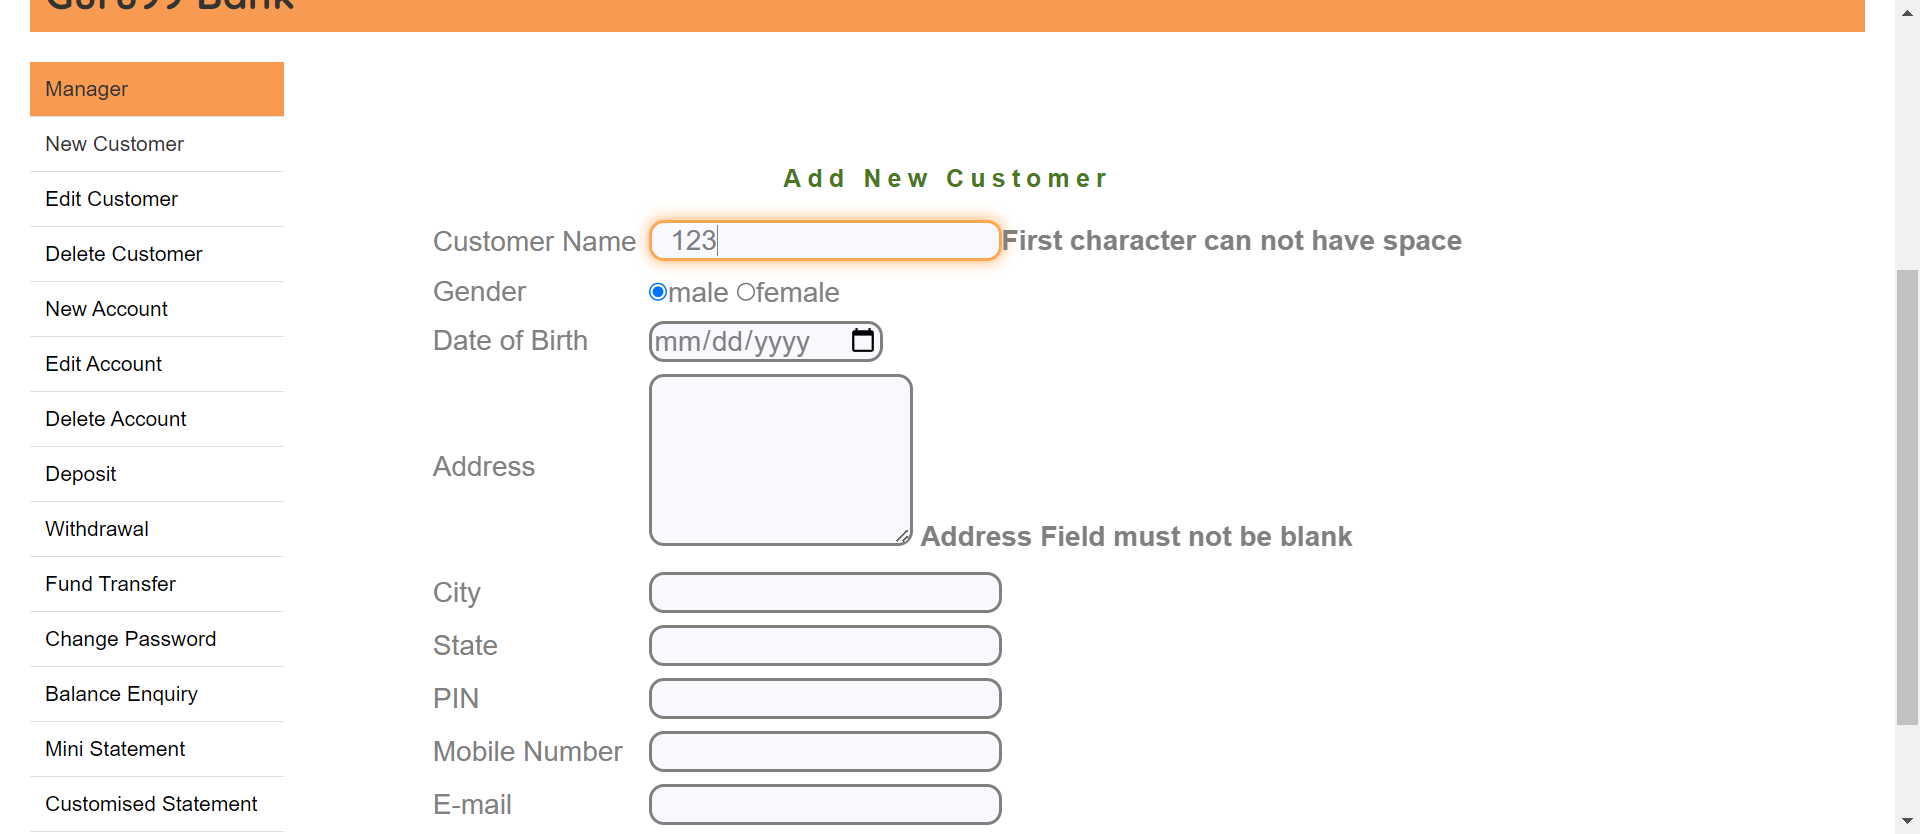 Guru99 Bank
Manager
New Customer
Edit Customer
Delete Customer
New Account
Edit Account
Delete Account
Deposit
Withdrawal
Fund Transfer
Change Password
Balance Enquiry
Mini Statement
Customised Statement
Add New Customer
Customer Name 123 First character can not have space
Gender male female
Date of Birth mm/dd/yyyy
Address Address Field must not be blank
City
State
PIN
Mobile Number
E-mail